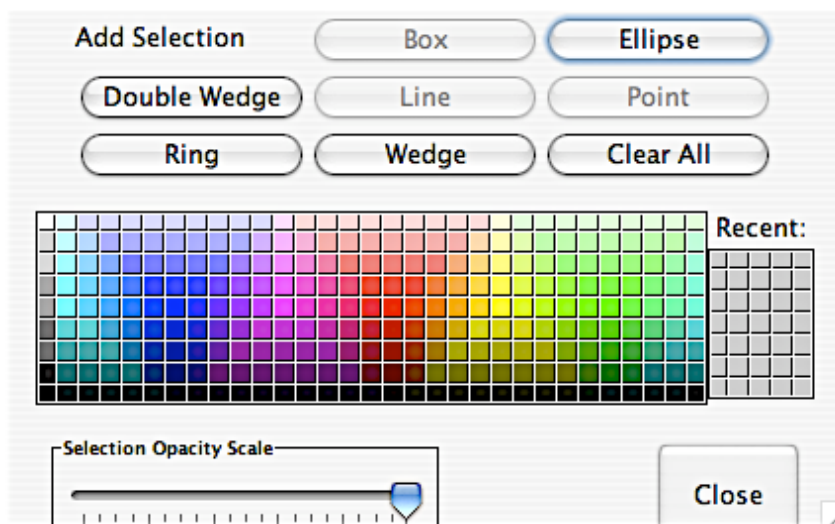 Add Selection Box Ellipse
Double Wedge Line Point
Ring Wedge Clear All
Recent:
Selection Opacity Scale
Close